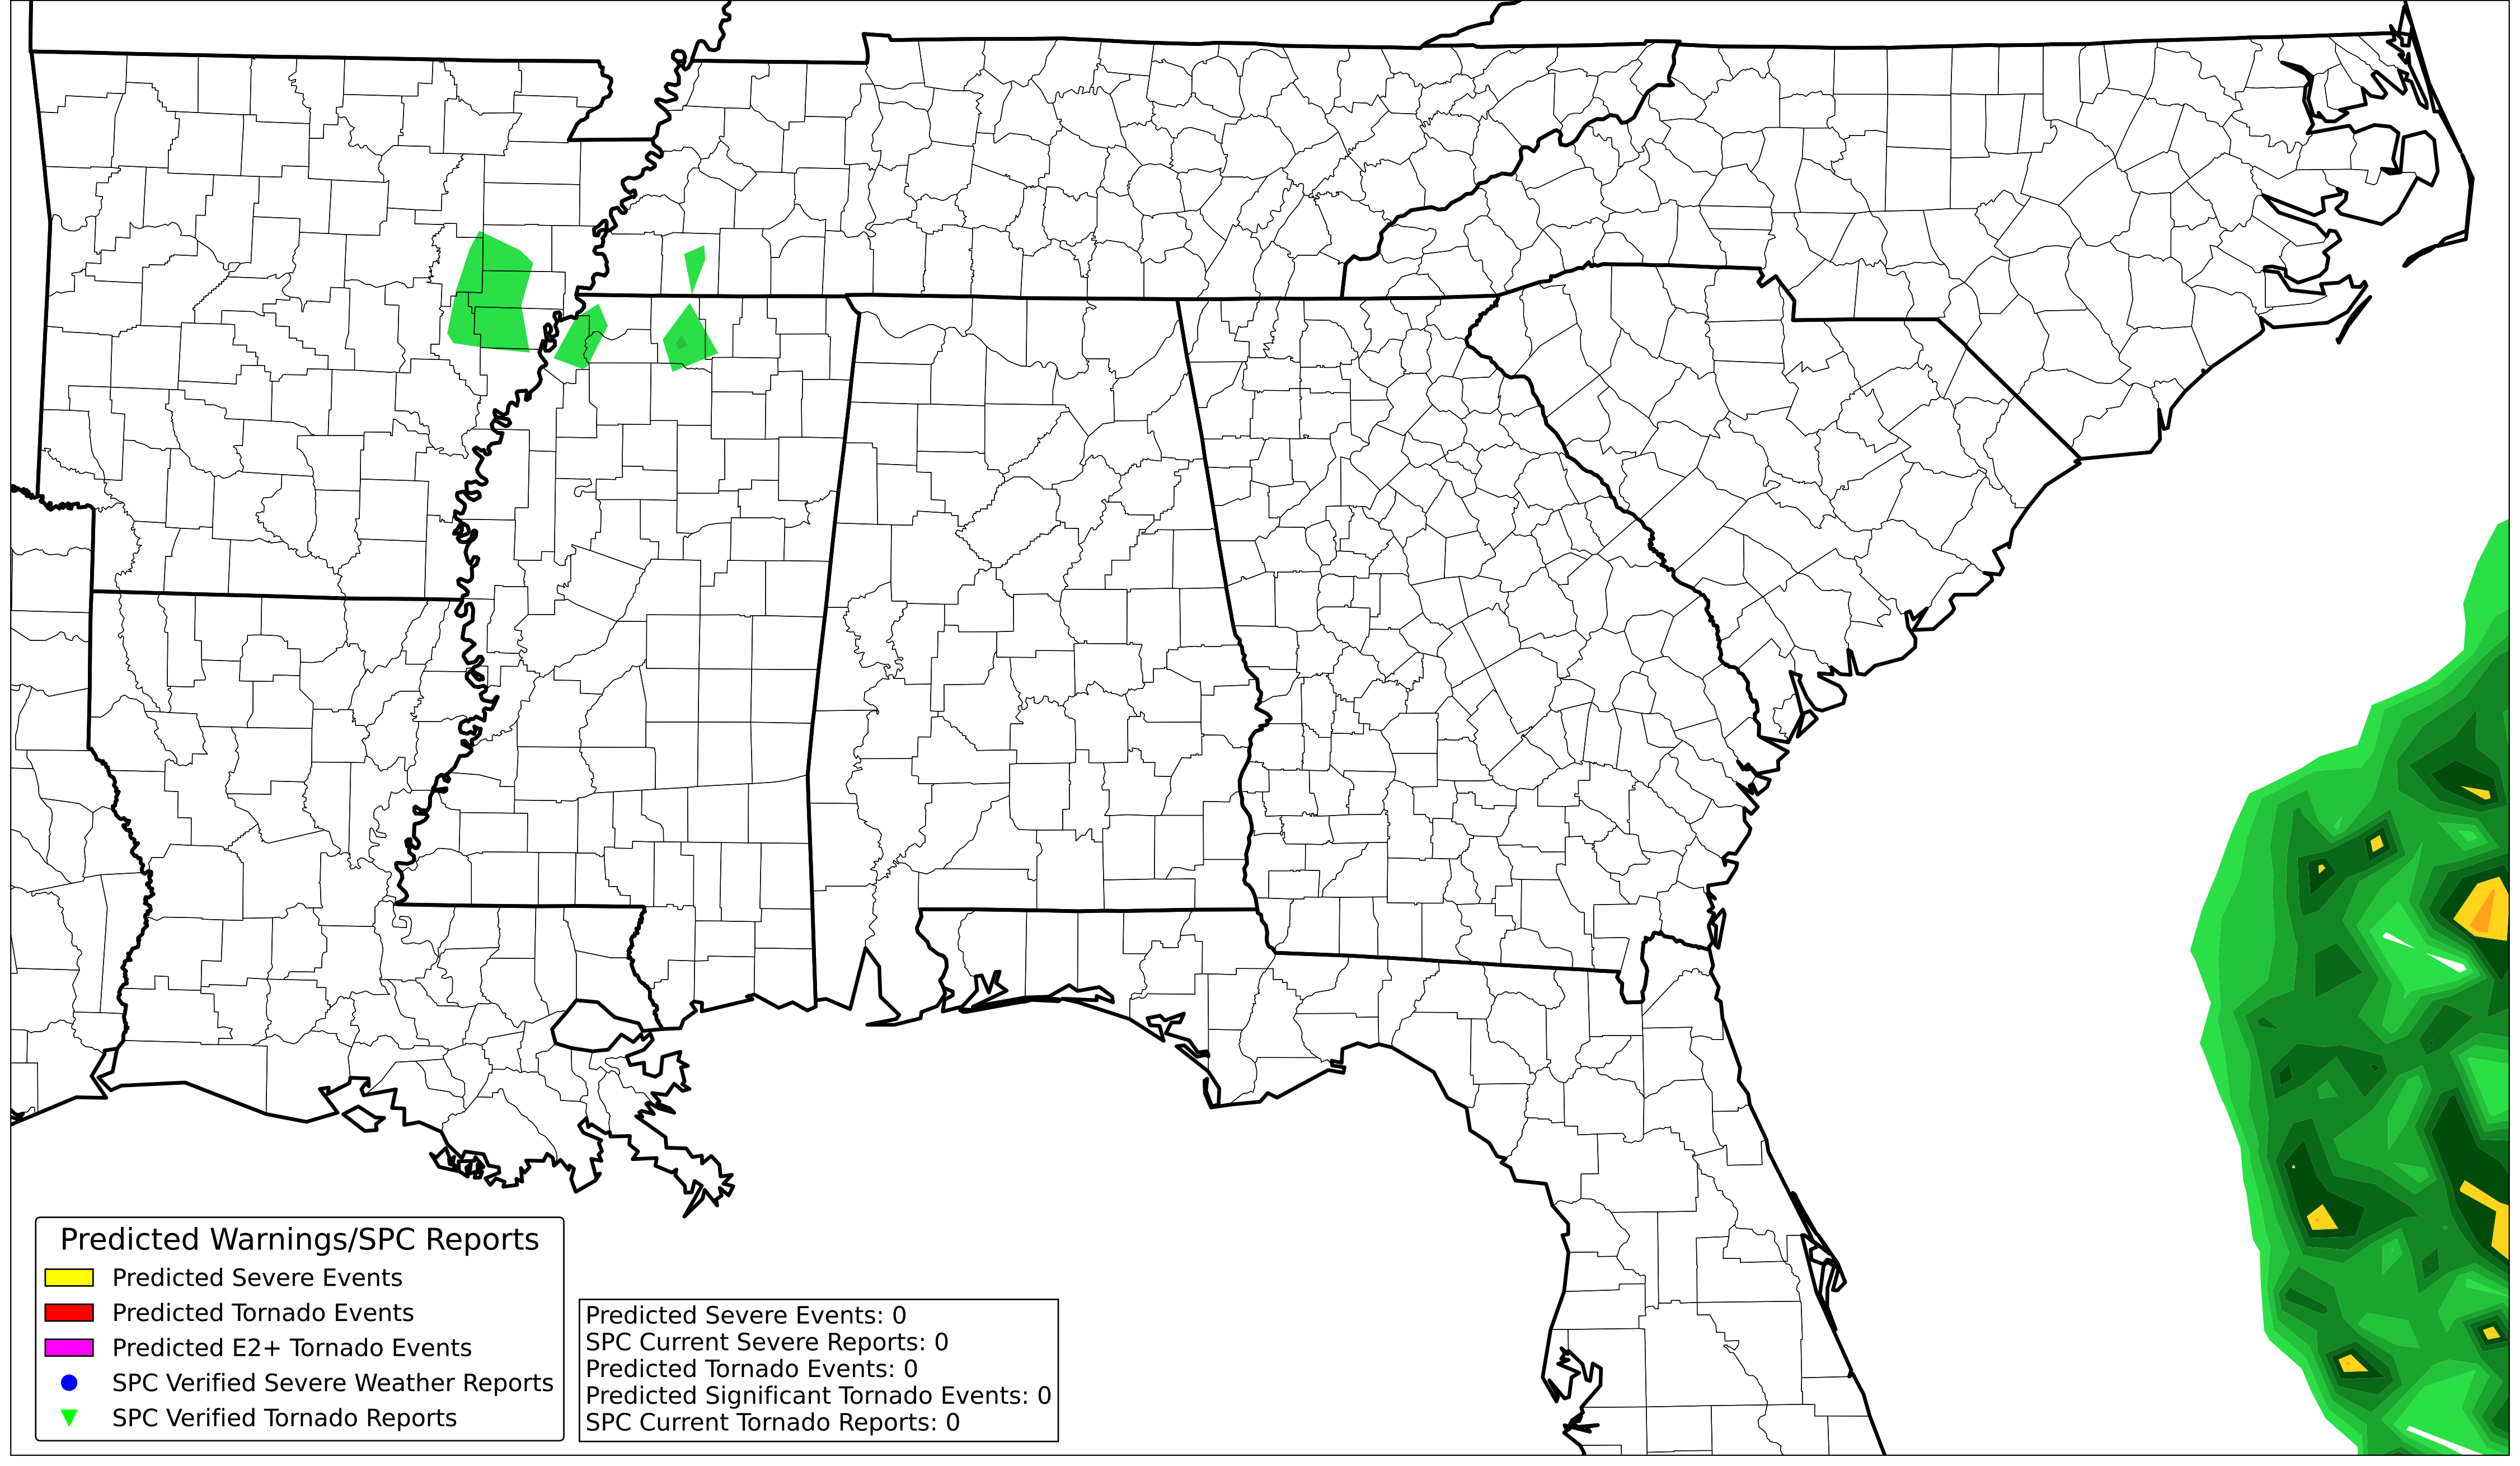 Predicted Warnings/SPC Reports
Predicted Severe Events
Predicted Tornado Events
Predicted E2+ Tornado Events
SPC Verified Severe Weather Reports
SPC Verified Tornado Reports
Predicted Severe Events: 0
SPC Current Severe Reports: 0
Predicted Tornado Events: 0
Predicted Significant Tornado Events: 0
SPC Current Tornado Reports: 0